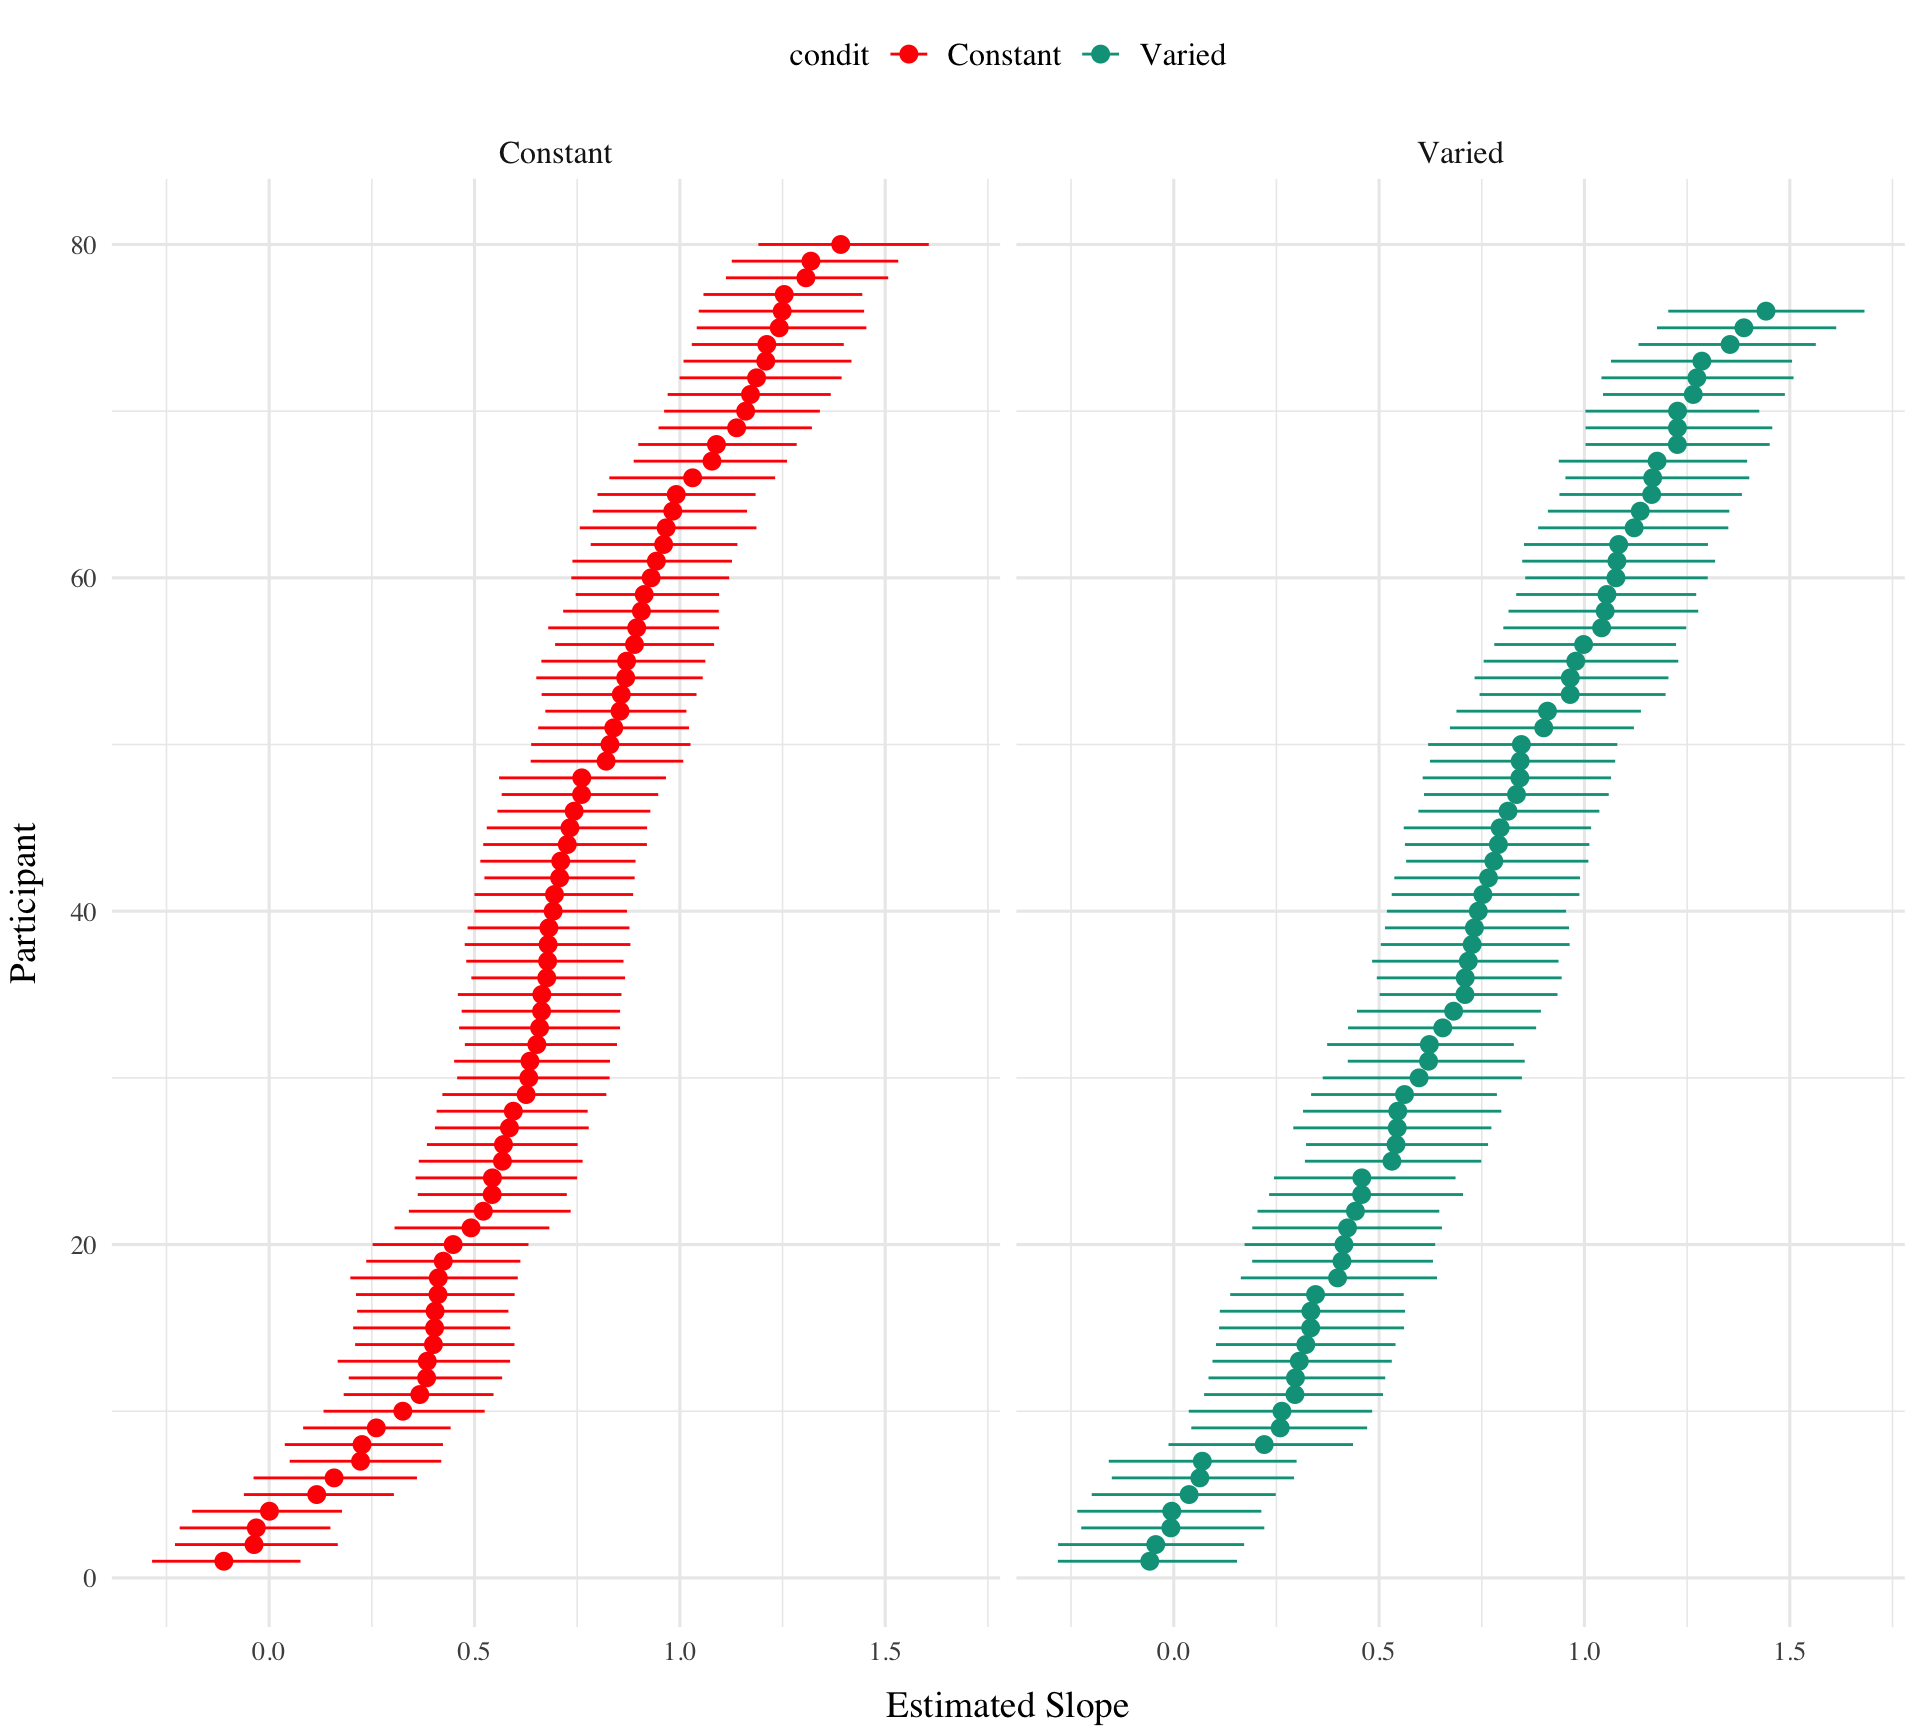 condit Constant Varied
Constant Varied
80
60
40
20
0
Participant
0.0 0.5 1.0 1.5 0.0 0.5 1.0 1.5
Estimated Slope